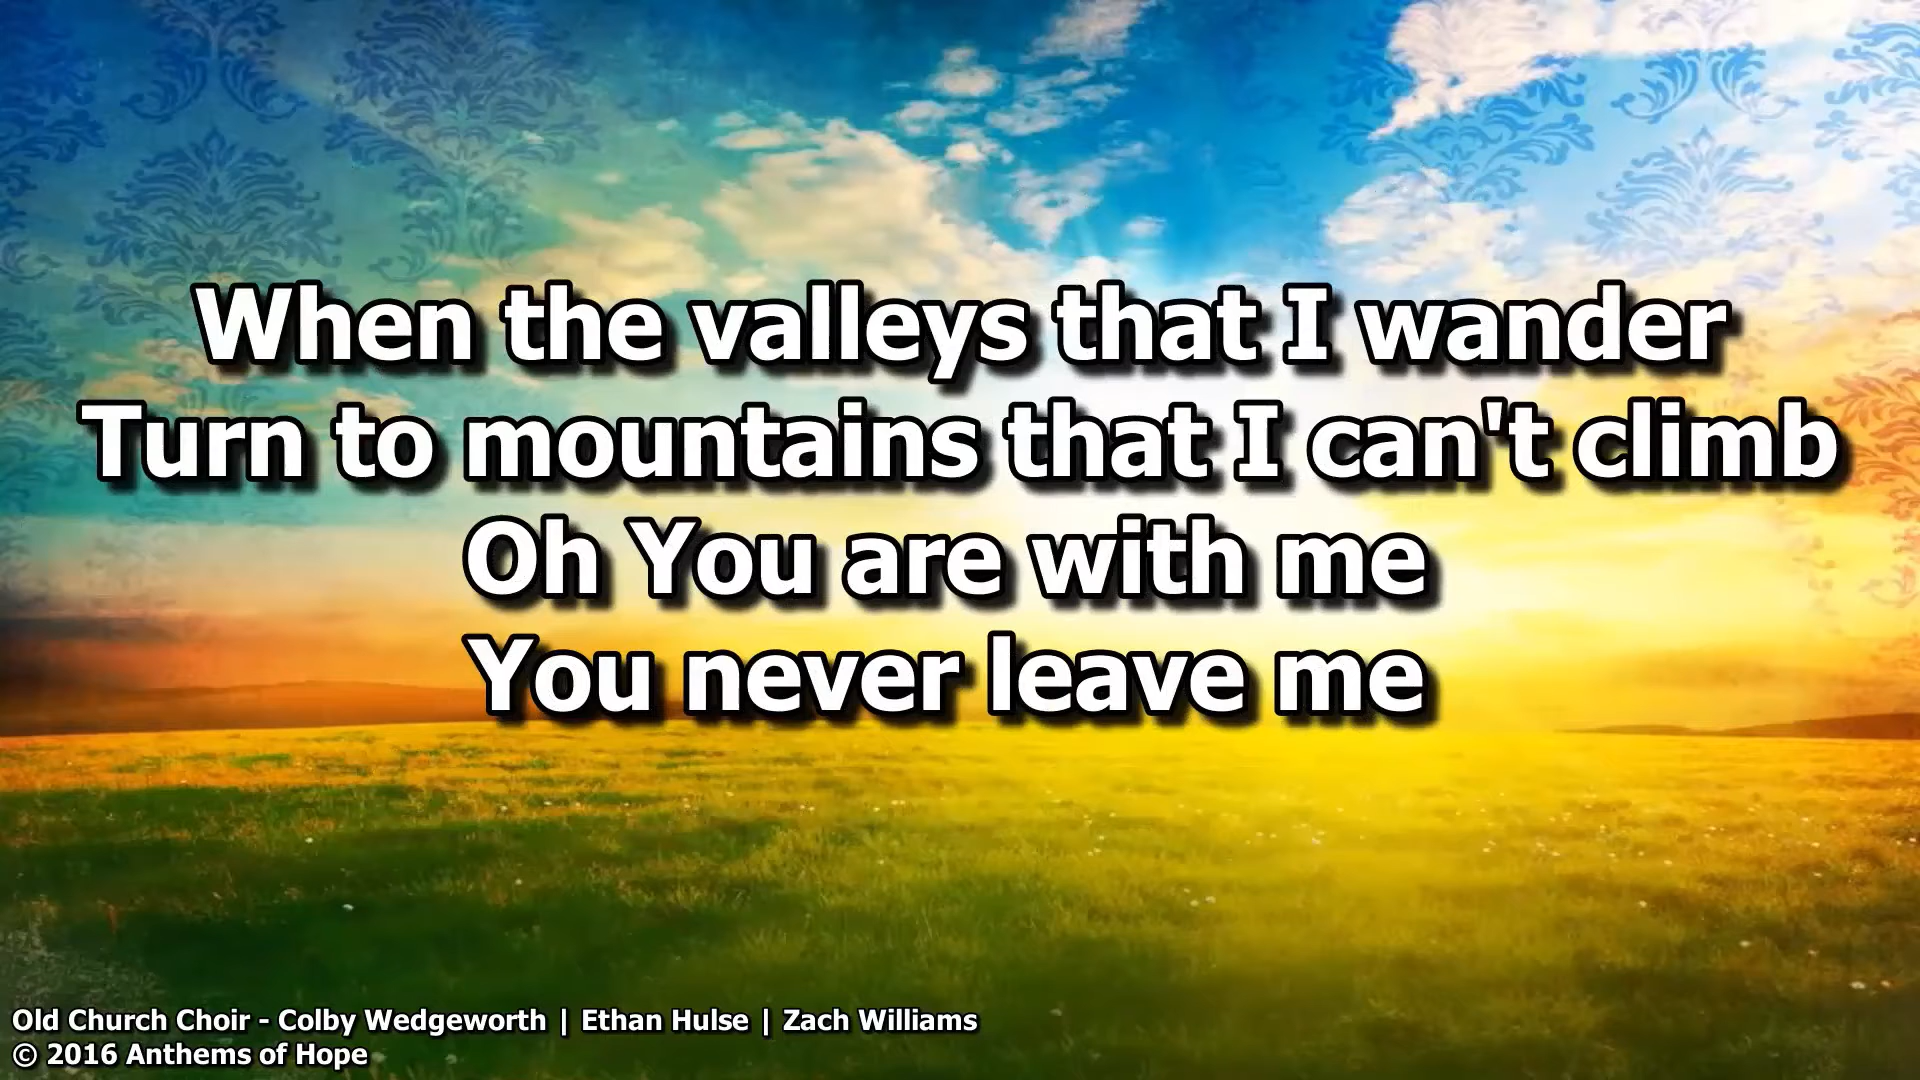 When the valleys that I wander
Turn to mountains that I can't climb
Oh You are with me
You never leave me
Old Church Choir - Colby Wedgeworth | Ethan Hulse | Zach Williams
© 2016 Anthems of Hope